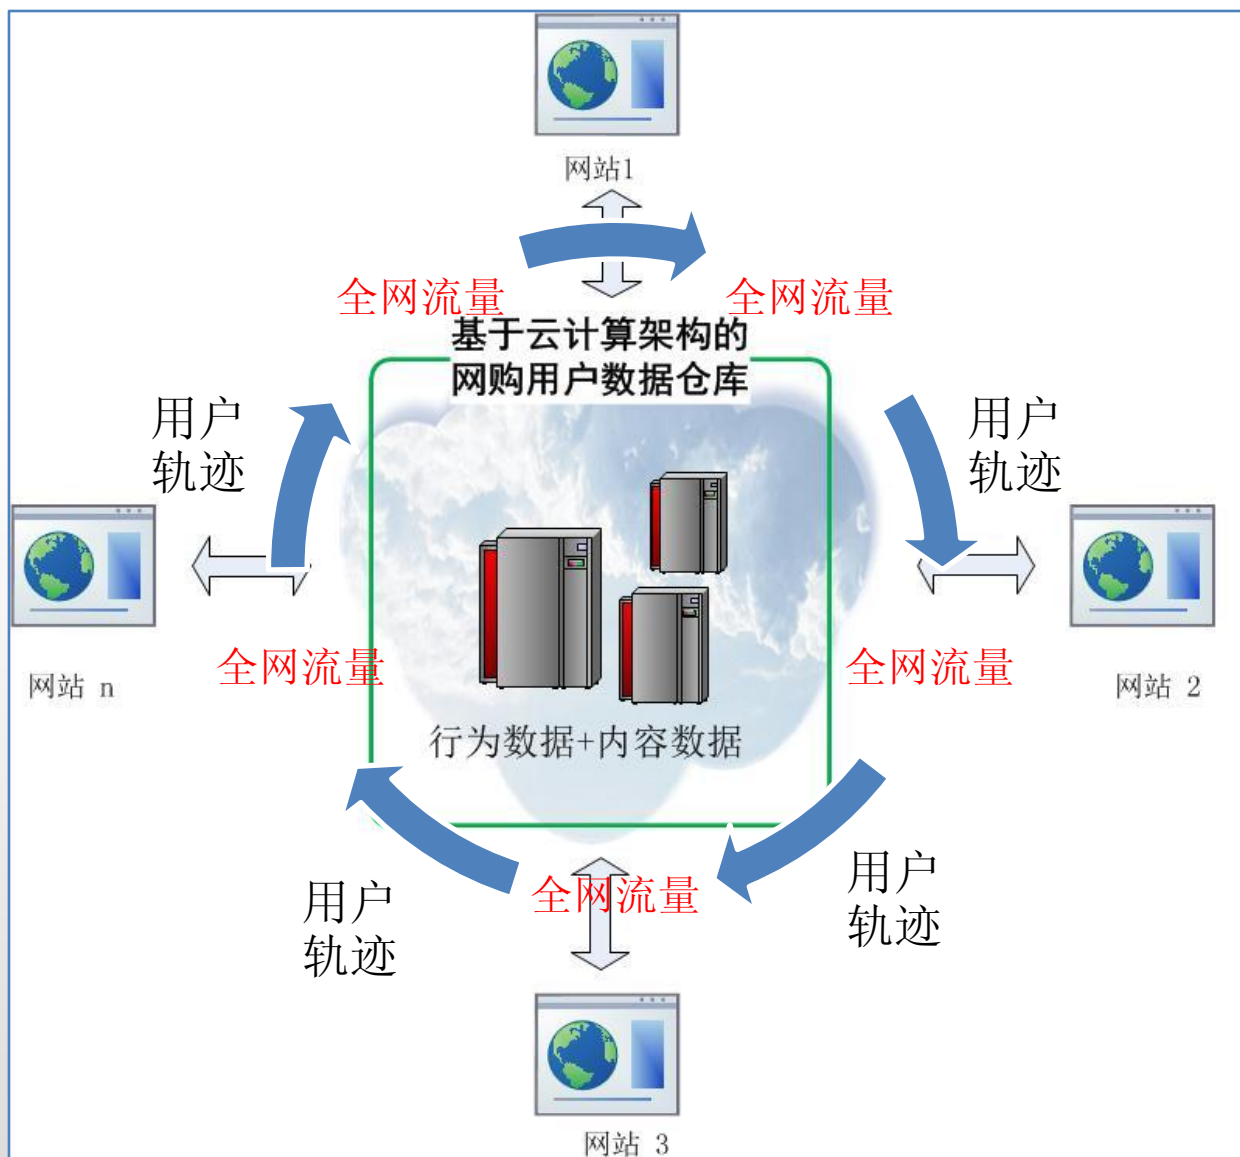 网站1
全网流量
全网流量
基于云计算架构的
网购用户数据仓库
用户
轨迹
用户
轨迹
网站 n
全网流量
全网流量
网站 2
行为数据+内容数据
用户
轨迹
全网流量
用户
轨迹
网站 3